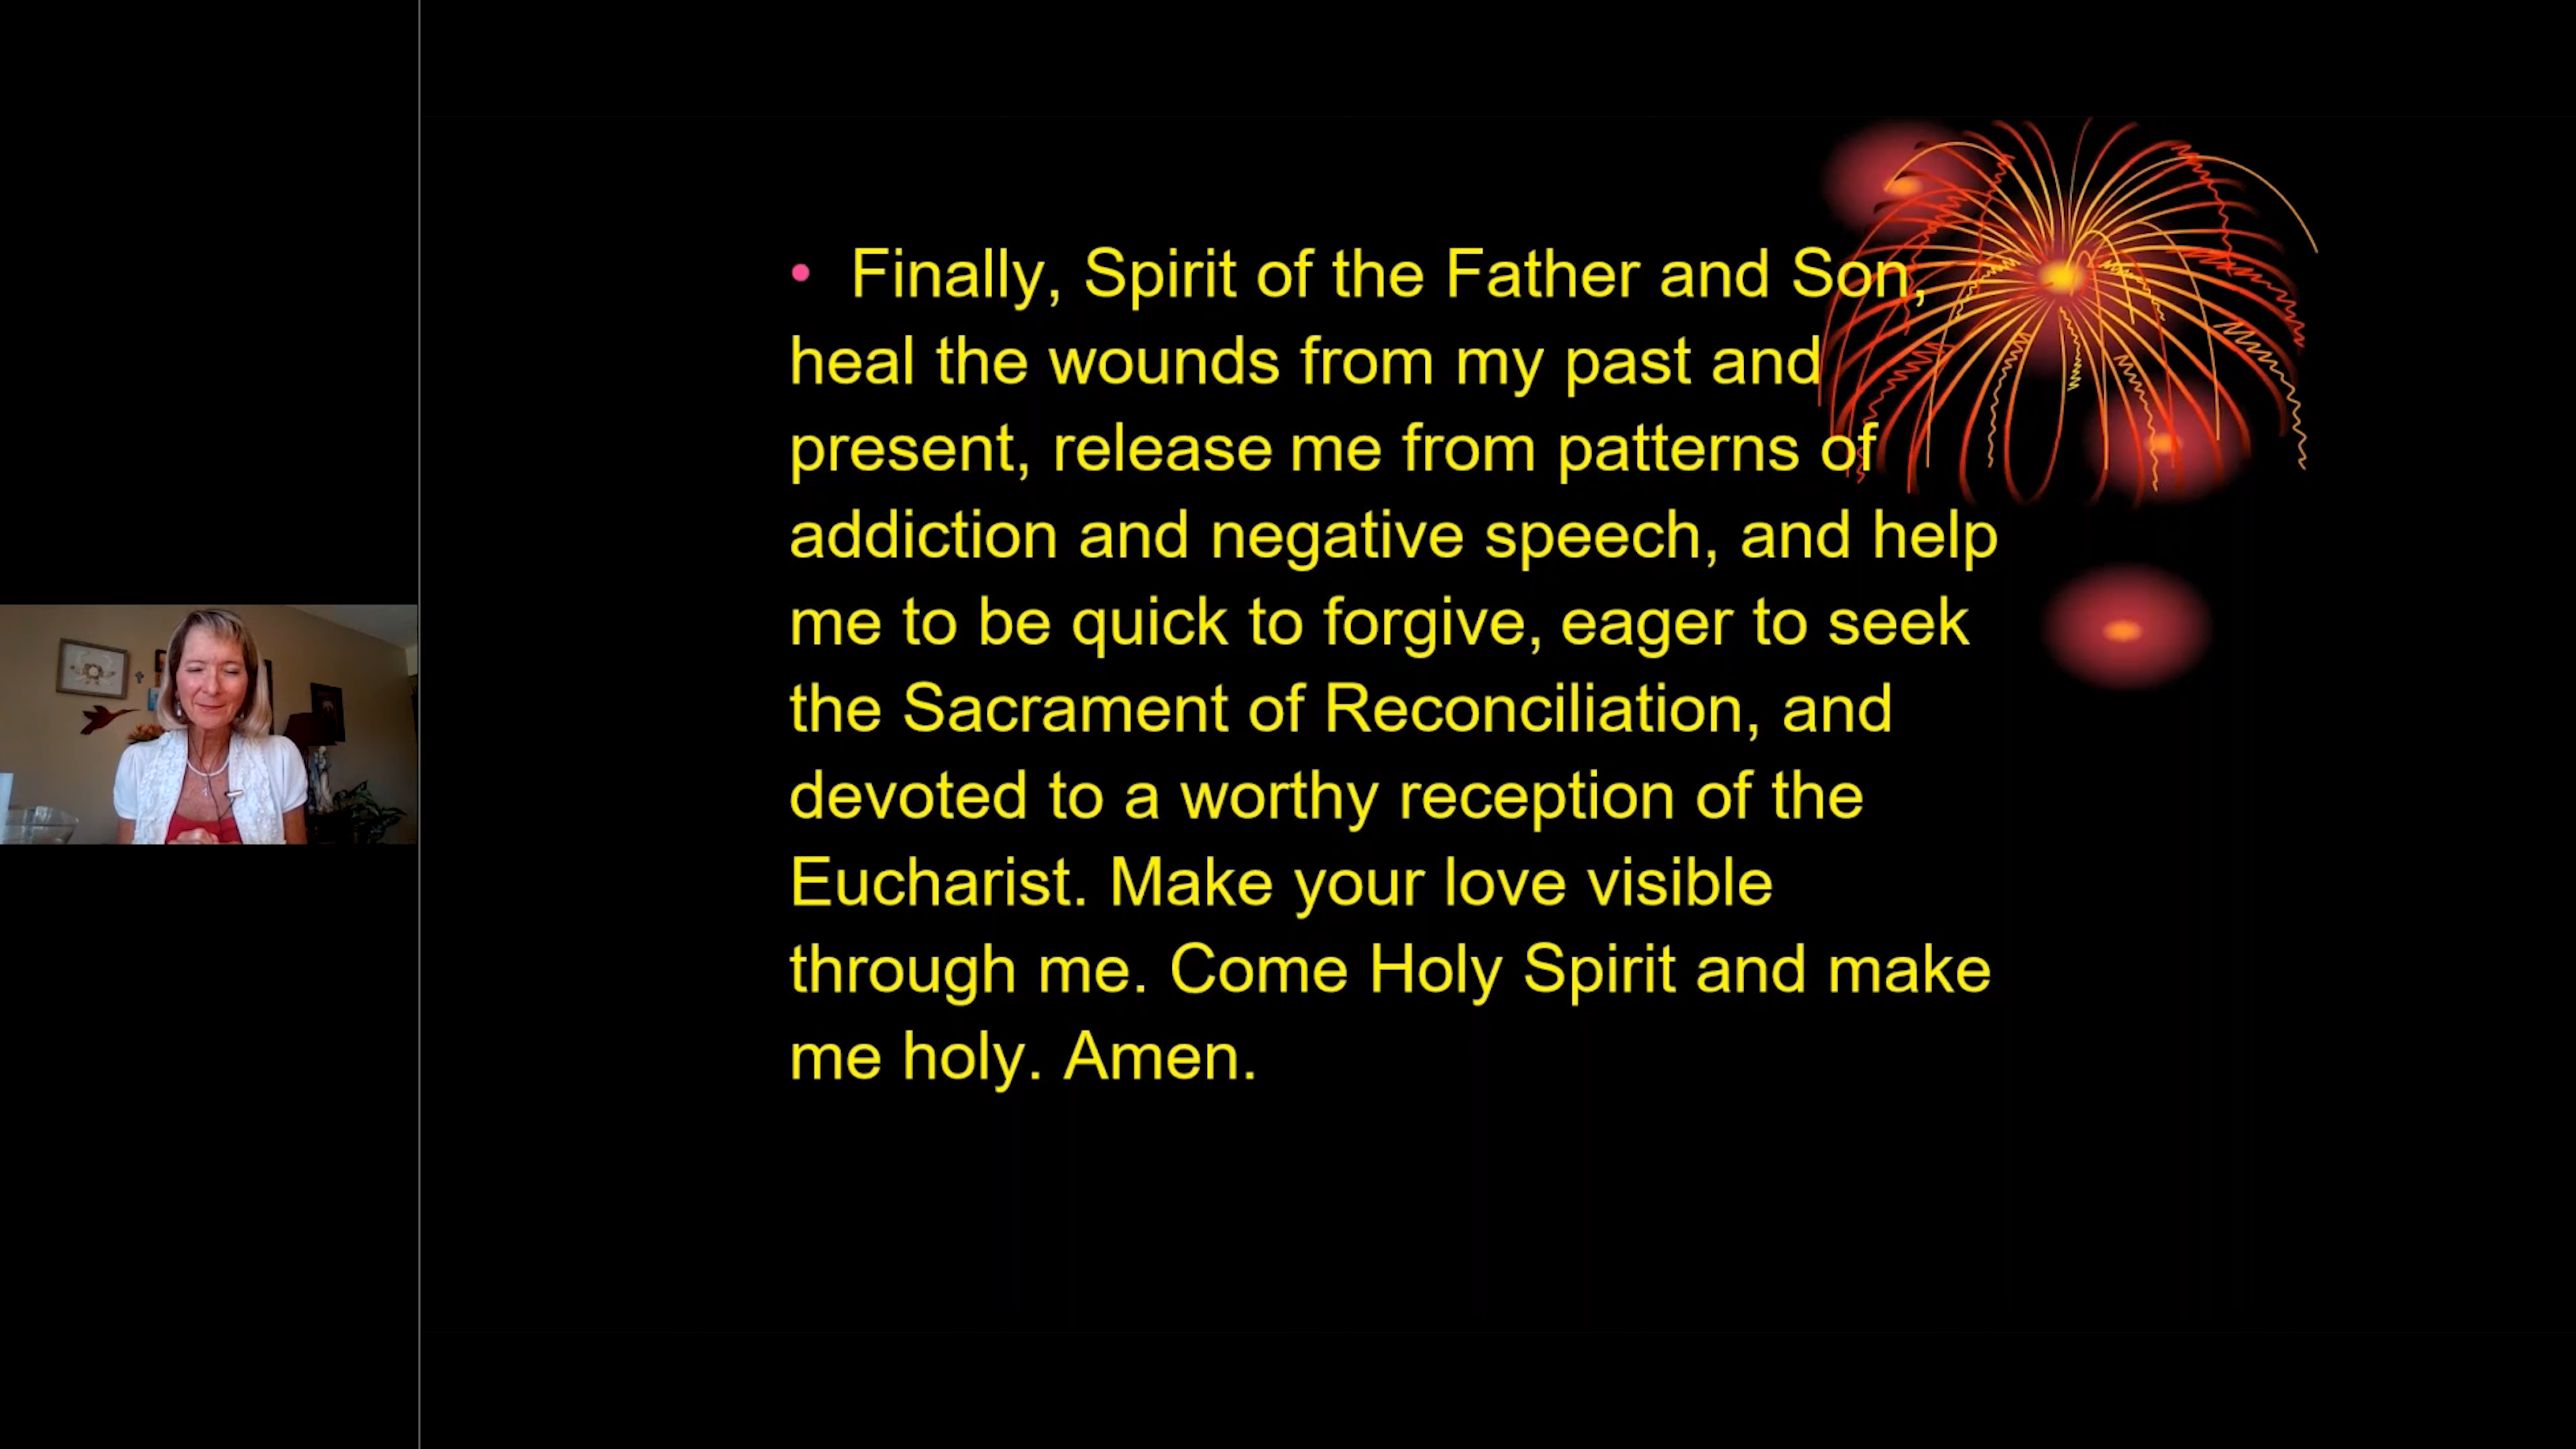 • Finally, Spirit of the Father and Son,
heal the wounds from my past and
present, release me from patterns of
addiction and negative speech, and help
me to be quick to forgive, eager to seek
the Sacrament of Reconciliation, and
devoted to a worthy reception of the
Eucharist. Make your love visible
through me. Come Holy Spirit and make
me holy. Amen.